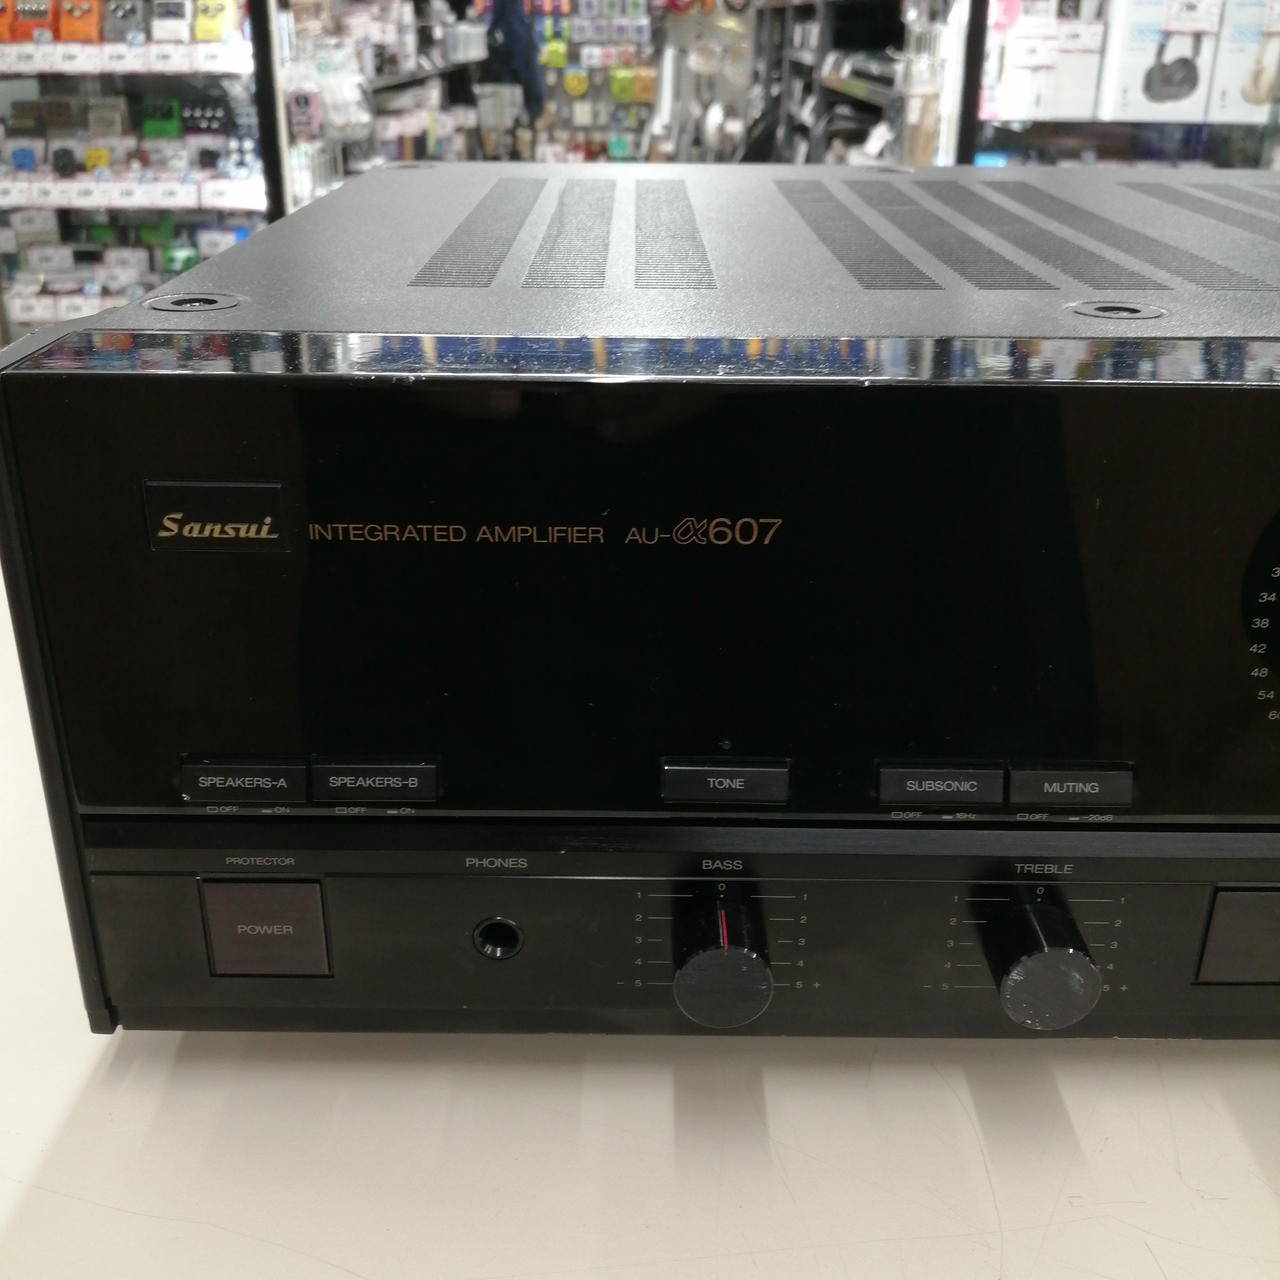 Sansui INTEGRATED AMPLIFIER AU-α607
34
38
42
48
54
60
SPEAKERS-A SPEAKERS-B TONE SUBSONIC MUTING
OFF ON OFF ON OFF 16Hz OFF -20dB
PROTECTOR PHONES BASS TREBLE
POWER
0 0
1 1 1 1
2 2 2 2
3 3 3 3
4 4 4 4
- 5 5 + - 5 5 +